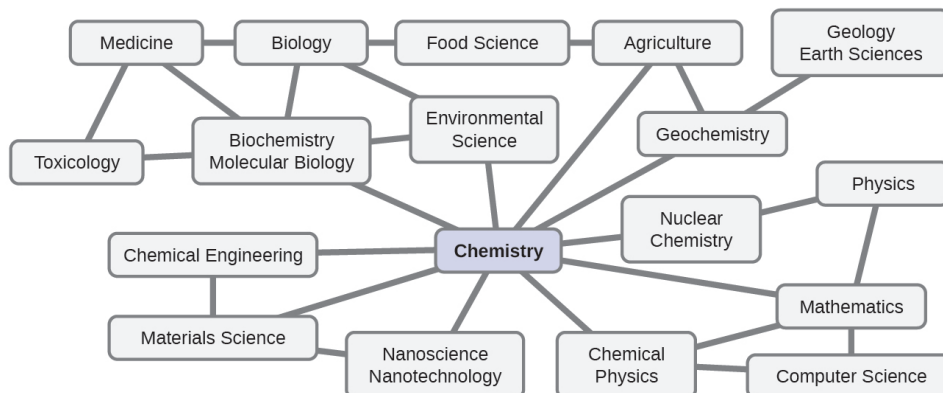 Medicine
Biology
Food Science
Agriculture
Geology
Earth Sciences
Toxicology
Biochemistry
Molecular Biology
Environmental
Science
Geochemistry
Physics
Nuclear
Chemistry
Chemical Engineering
Chemistry
Materials Science
Nanoscience
Nanotechnology
Chemical
Physics
Mathematics
Computer Science